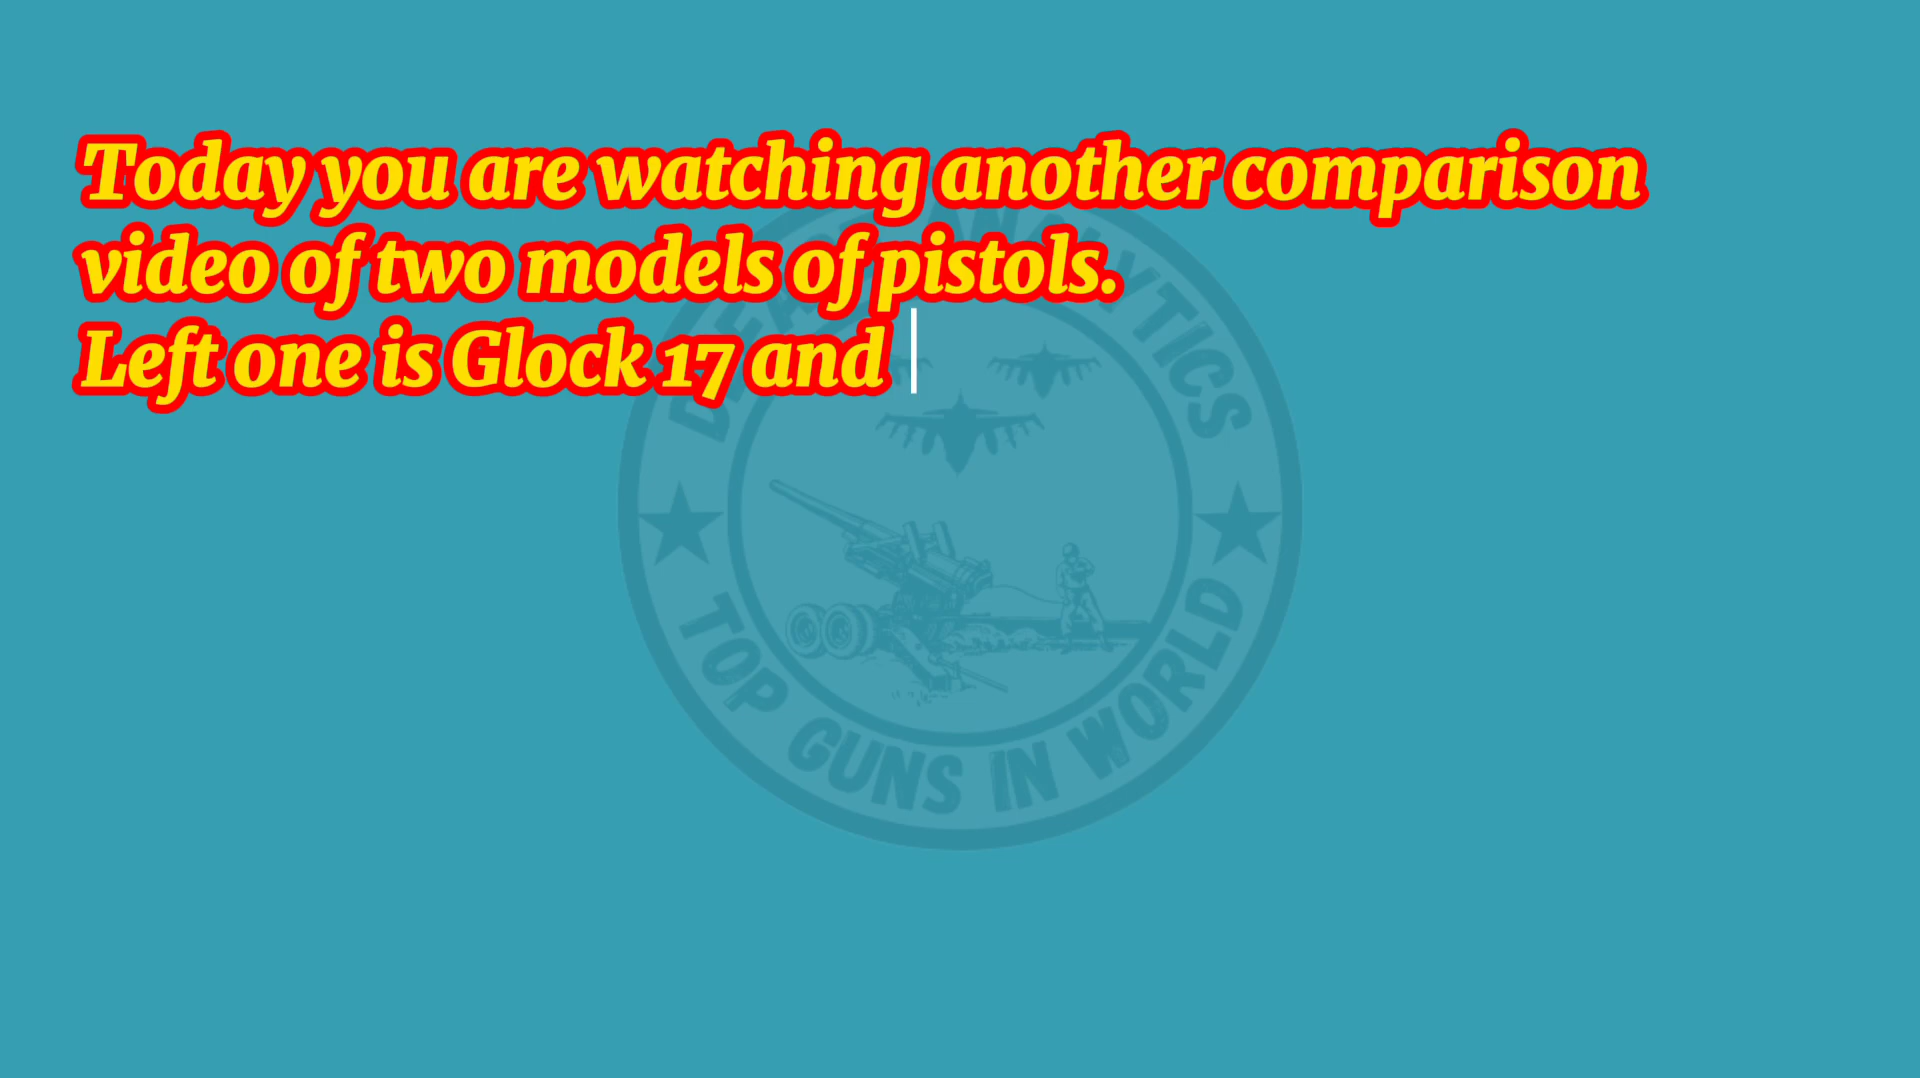 Today you are watching another comparison
video of two models of pistols.
Left one is Glock 17 and
ANALYTICS
TOP GUNS IN WORLD